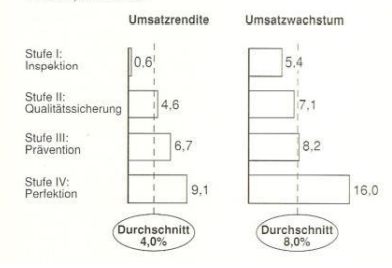 Umsatzrendite Umsatzwachstum
Stufe I:
Inspektion
0,6
5,4
Stufe II:
Qualitätssicherung
4,6
7,1
Stufe III:
Prävention
6,7
8,2
Stufe IV:
Perfektion
9,1
16,0
Durchschnitt
4,0%
Durchschnitt
8,0%